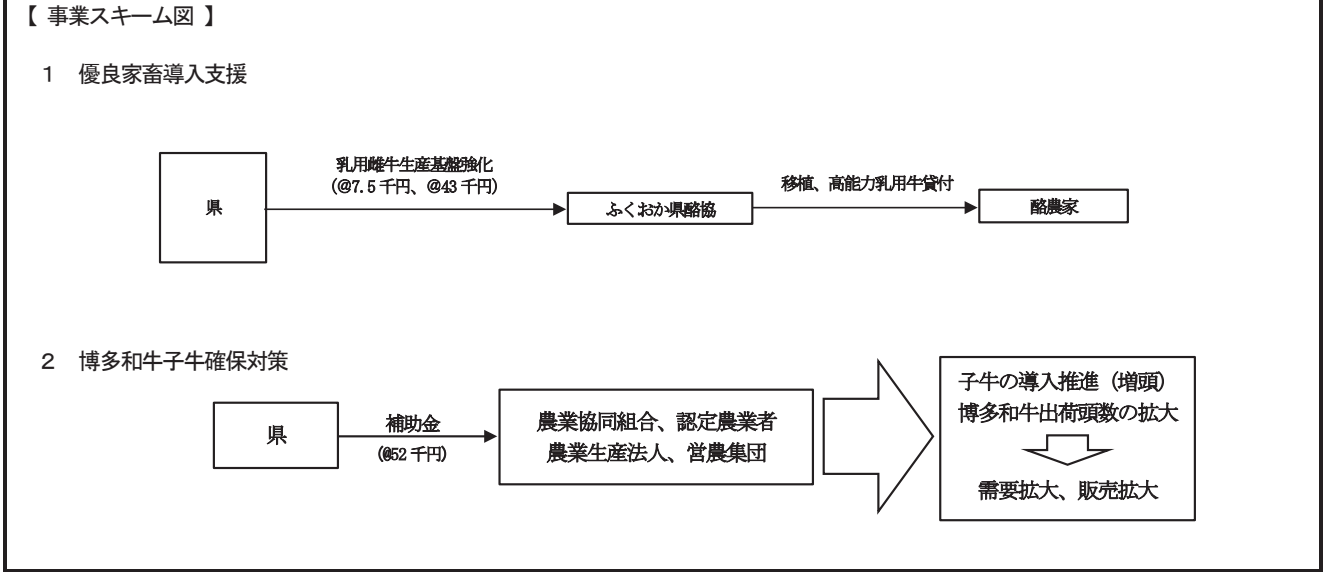 【 事業スキーム図 】
1 優良家畜導入支援
県
乳用雌牛生産基盤強化
(@7.5 千円、@43 千円)
ふくおか県酪協
移植、高能力乳用牛貸付
酪農家
2 博多和牛子牛確保対策
県
補助金
(@52 千円)
農業協同組合、認定農業者
農業生産法人、営農集団
子牛の導入推進(増頭)
博多和牛出荷頭数の拡大
需要拡大、販売拡大